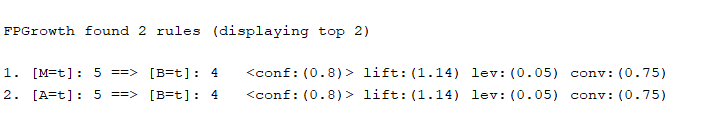 FPGrowth found 2 rules (displaying top 2)
1. [M=t]: 5 ==> [B=t]: 4 <conf:(0.8)> lift:(1.14) lev:(0.05) conv:(0.75)
2. [A=t]: 5 ==> [B=t]: 4 <conf:(0.8)> lift:(1.14) lev:(0.05) conv:(0.75)